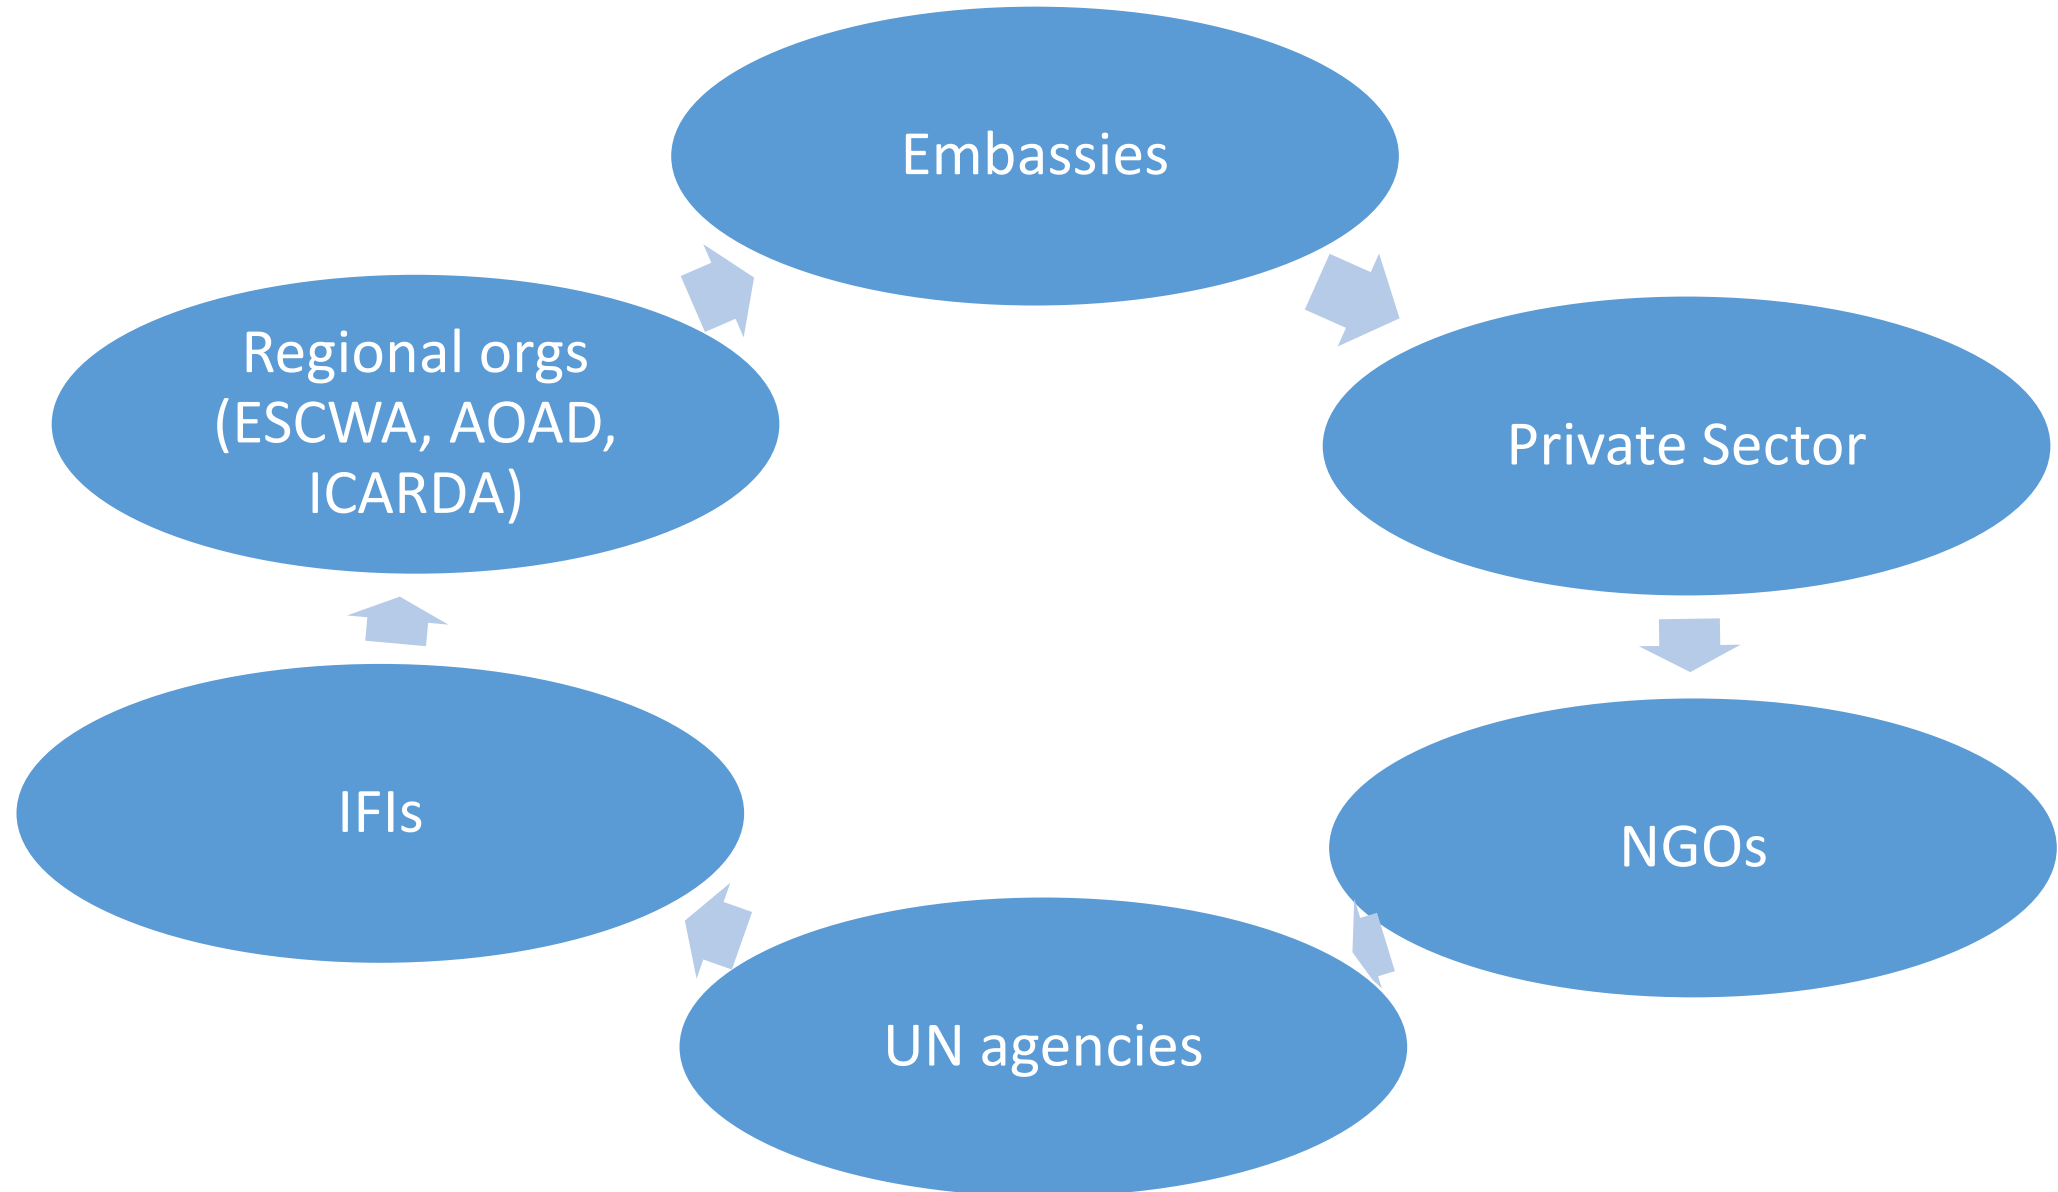 Embassies
Private Sector
NGOs
UN agencies
IFIs
Regional orgs
(ESCWA, AOAD,
ICARDA)